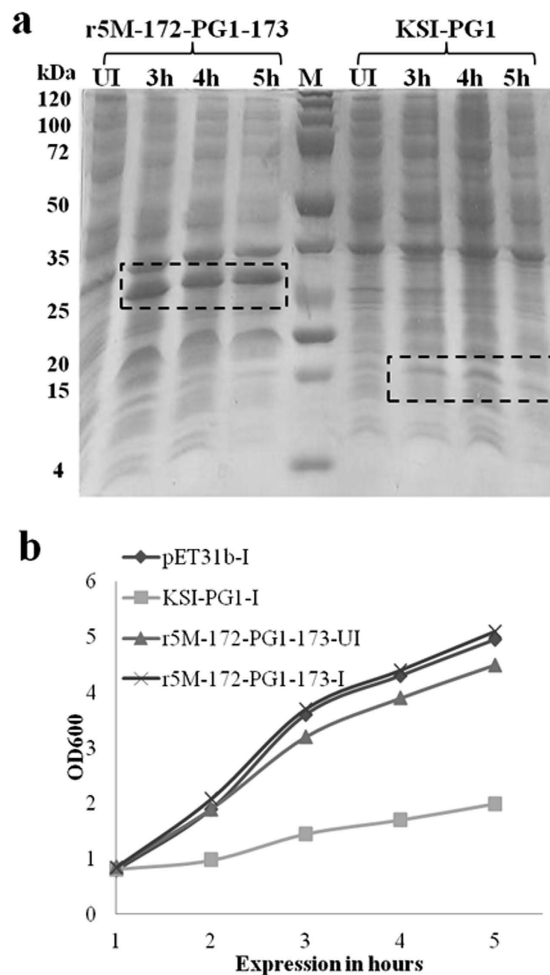 a
r5M-172-PG1-173 KSI-PG1
kDa UI 3h 4h 5h M UI 3h 4h 5h
120
100
72
50
35
25
20
15
4
b
pET31b-I
KSI-PG1-I
r5M-172-PG1-173-UI
r5M-172-PG1-173-I
6
5
4
3
2
1
0
OD600
1 2 3 4 5
Expression in hours